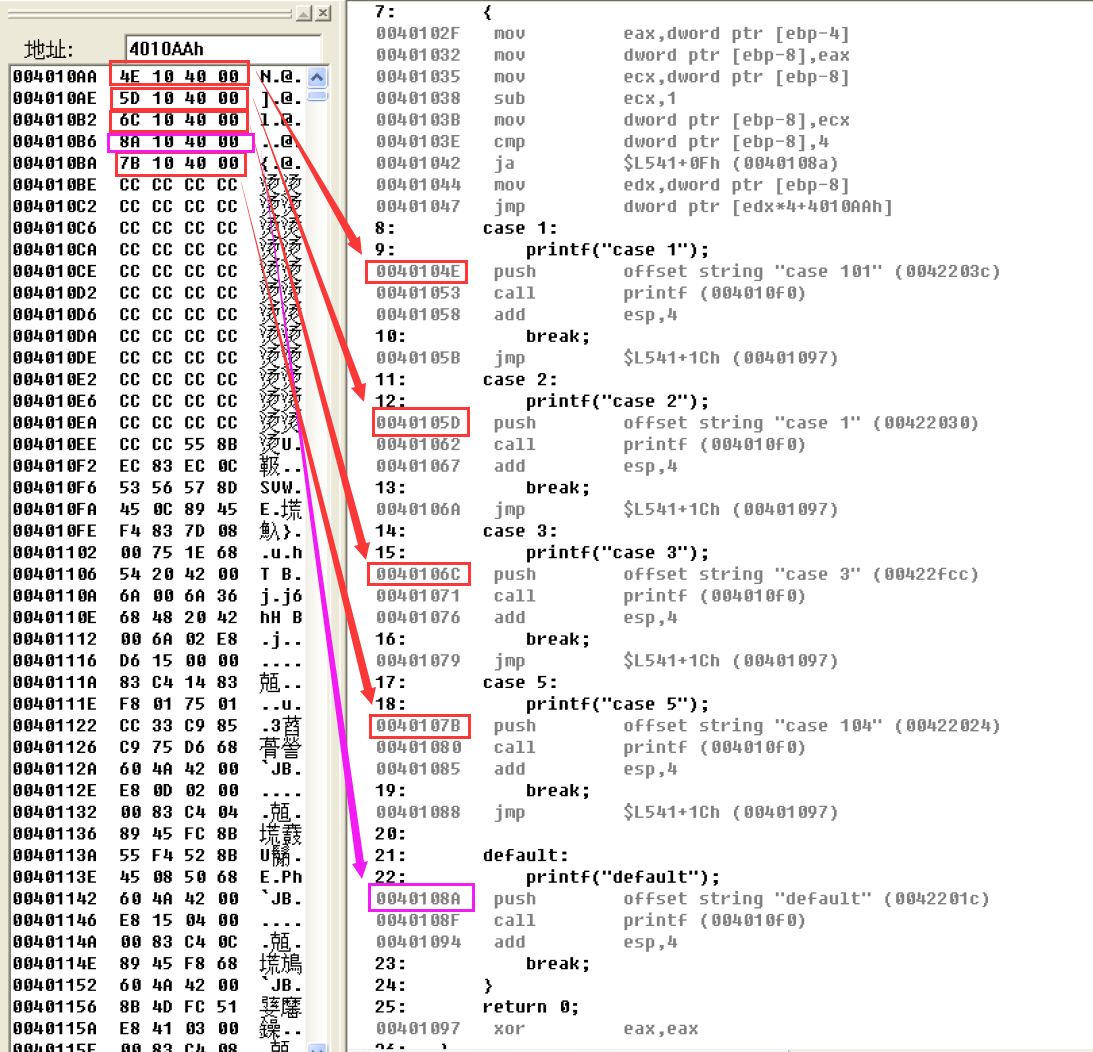 地址:
4010AAh
004010AA 4E 10 40 00 N.@.
004010AE 5D 10 40 00 ].@.
004010B2 6C 10 40 00 l.@.
004010B6 8A 10 40 00 ..@.
004010BA 7B 10 40 00 {.@.
004010BE CC CC CC CC 烫烫
004010C2 CC CC CC CC 烫烫
004010C6 CC CC CC CC 烫烫
004010CA CC CC CC CC 烫烫
004010CE CC CC CC CC 烫烫
004010D2 CC CC CC CC 烫烫
004010D6 CC CC CC CC 烫烫
004010DA CC CC CC CC 烫烫
004010DE CC CC CC CC 烫烫
004010E2 CC CC CC CC 烫烫
004010E6 CC CC CC CC 烫烫
004010EA CC CC CC CC 烫烫
004010EE CC CC 55 8B 烫U.
004010F2 EC 83 EC 0C ..
004010F6 53 56 57 8D SVW.
004010FA 45 0C 89 45 E.塃
004010FE F4 83 7D 08 魞}.
00401102 00 75 1E 68 .u.h
00401106 54 20 42 00 T B.
0040110A 6A 00 6A 36 j.j6
0040110E 68 48 20 42 hH B
00401112 00 6A 02 E8 .j..
00401116 D6 15 00 00 ....
0040111A 83 C4 14 83 ..
0040111E F8 01 75 01 ..u.
00401122 CC 33 C9 85 .3
00401126 C9 75 D6 68
0040112A 60 4A 42 00 `JB.
0040112E E8 0D 02 00 ....
00401132 00 83 C4 04 . .
00401136 89 45 FC 8B 塃
0040113A 55 F4 52 8B U .
0040113E 45 08 50 68 E.Ph
00401142 60 4A 42 00 `JB.
00401146 E8 15 04 00 ....
0040114A 00 83 C4 0C . .
0040114E 89 45 F8 68 塃鴋
00401152 60 4A 42 00 `JB.
00401156 8B 4D FC 51
0040115A E8 41 03 00 ..
0040115E 00 83 C4 08
7: {
0040102F mov eax,dword ptr [ebp-4]
00401032 mov dword ptr [ebp-8],eax
00401035 mov ecx,dword ptr [ebp-8]
00401038 sub ecx,1
0040103B mov dword ptr [ebp-8],ecx
0040103E cmp dword ptr [ebp-8],4
00401042 ja $L541+0Fh (0040108a)
00401044 mov edx,dword ptr [ebp-8]
00401047 jmp dword ptr [edx*4+4010AAh]
8: case 1:
9: printf("case 1");
0040104E push offset string "case 101" (0042203c)
00401053 call printf (004010f0)
00401058 add esp,4
10: break;
0040105B jmp $L541+1Ch (00401097)
11: case 2:
12: printf("case 2");
0040105D push offset string "case 1" (00422030)
00401062 call printf (004010f0)
00401067 add esp,4
13: break;
0040106A jmp $L541+1Ch (00401097)
14: case 3:
15: printf("case 3");
0040106C push offset string "case 3" (00422fcc)
00401071 call printf (004010f0)
00401076 add esp,4
16: break;
00401079 jmp $L541+1Ch (00401097)
17: case 5:
18: printf("case 5");
0040107B push offset string "case 104" (00422024)
00401080 call printf (004010f0)
00401085 add esp,4
19: break;
00401088 jmp $L541+1Ch (00401097)
20:
21: default:
22: printf("default");
0040108A push offset string "default" (0042201c)
0040108F call printf (004010f0)
00401094 add esp,4
23: break;
24: }
25: return 0;
00401097 xor eax,eax
26: }